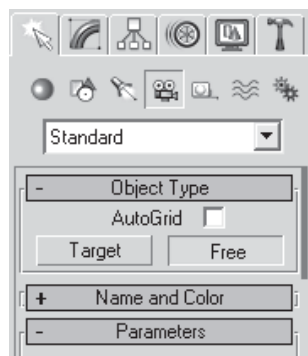 Standard
- Object Type
AutoGrid
Target Free
+ Name and Color
- Parameters